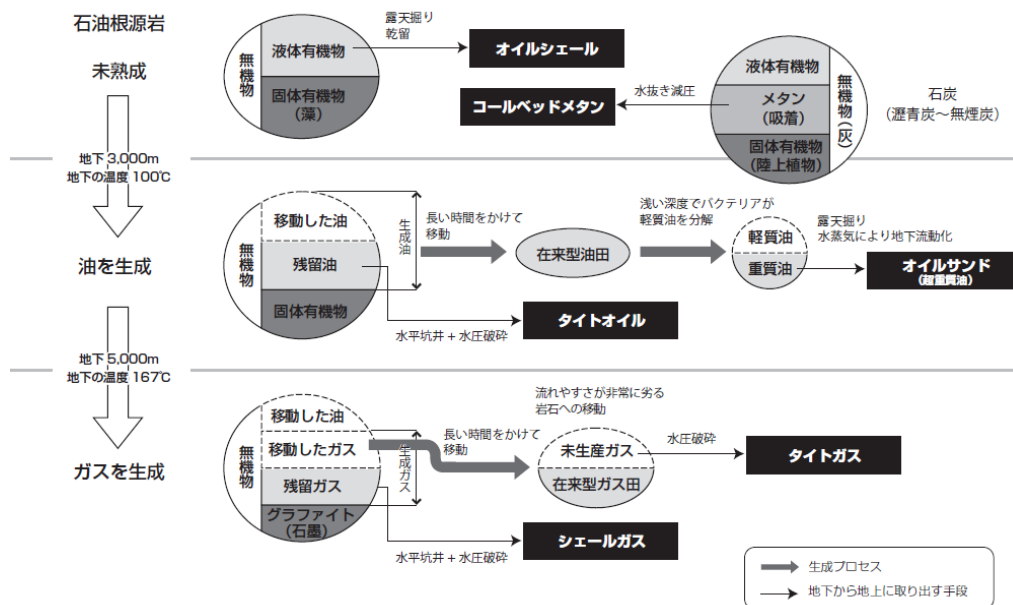 石油根源岩
未熟成
地下3,000m
地下の温度 100℃
油を生成
地下5,000m
地下の温度 167℃
ガスを生成
無機物
液体有機物
固体有機物
(藻)
露天掘り
乾留
オイルシェール
コールベッドメタン
水抜き減圧
液体有機物
メタン
(吸着)
固体有機物
(陸上植物)
無機物(灰)
石炭
(瀝青炭〜無煙炭)
無機物
移動した油
残留油
固体有機物
生成油
長い時間をかけて
移動
在来型油田
浅い深度でバクテリアが
軽質油を分解
軽質油
重質油
露天掘り
水蒸気により地下流動化
オイルサンド
(超重質油)
水平坑井+水圧破砕
タイトオイル
無機物
移動した油
移動したガス
残留ガス
グラファイト
(石墨)
生成ガス
長い時間をかけて
移動
流れやすさが非常に劣る
岩石への移動
未生産ガス
在来型ガス田
水圧破砕
タイトガス
水平坑井+水圧破砕
シェールガス
生成プロセス
地下から地上に取り出す手段